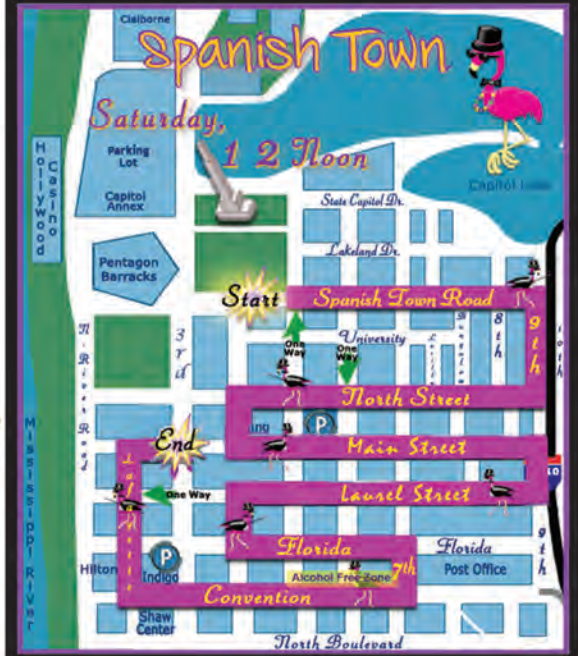 Claiborne
Spanish Town
Saturday,
12 Noon
Hollywood
Casino
Parking
Lot
Capitol
Annex
Capitol Lake
State Capitol Dr.
Lakeland Dr.
Pentagon
Barracks
Start
Spanish Town Road
N. River Road
3rd
One
Way
University
One
Way
8th
9th
10th
North Street
P
Main Street
End
Lafayette
One Way
Laurel Street
Mississippi River
Florida
Florida
9th
Hilton
P
Indigo
Alcohol Free Zone
7th
Post Office
Convention
Shaw
Center
North Boulevard